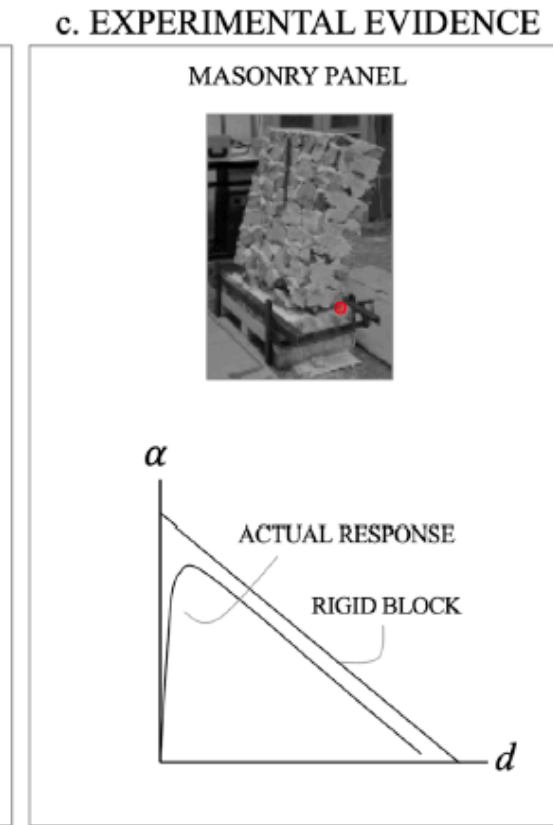 c. EXPERIMENTAL EVIDENCE
MASONRY PANEL
α
ACTUAL RESPONSE
RIGID BLOCK
d